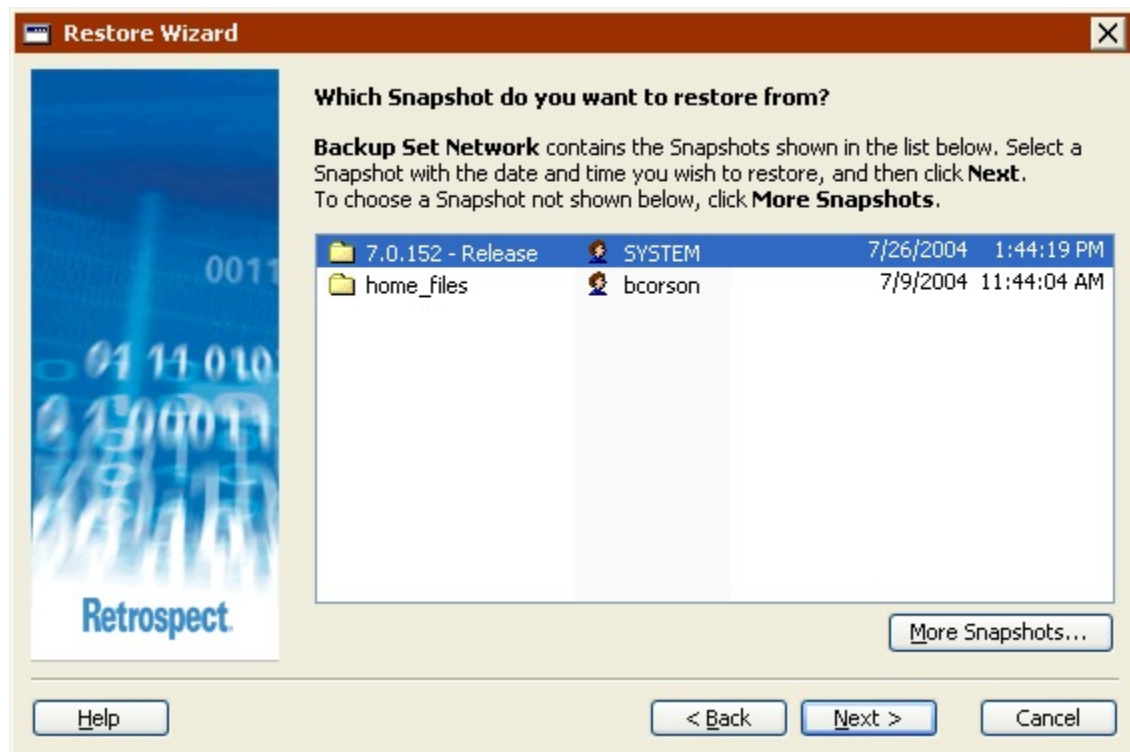 Restore Wizard
Which Snapshot do you want to restore from?
Backup Set Network contains the Snapshots shown in the list below. Select a
Snapshot with the date and time you wish to restore, and then click Next.
To choose a Snapshot not shown below, click More Snapshots.
7.0.152 - Release SYSTEM 7/26/2004 1:44:19 PM
home_files bcorson 7/9/2004 11:44:04 AM
0011
01 11 010
0 1 00011
Retrospect.
More Snapshots...
Help
< Back
Next >
Cancel